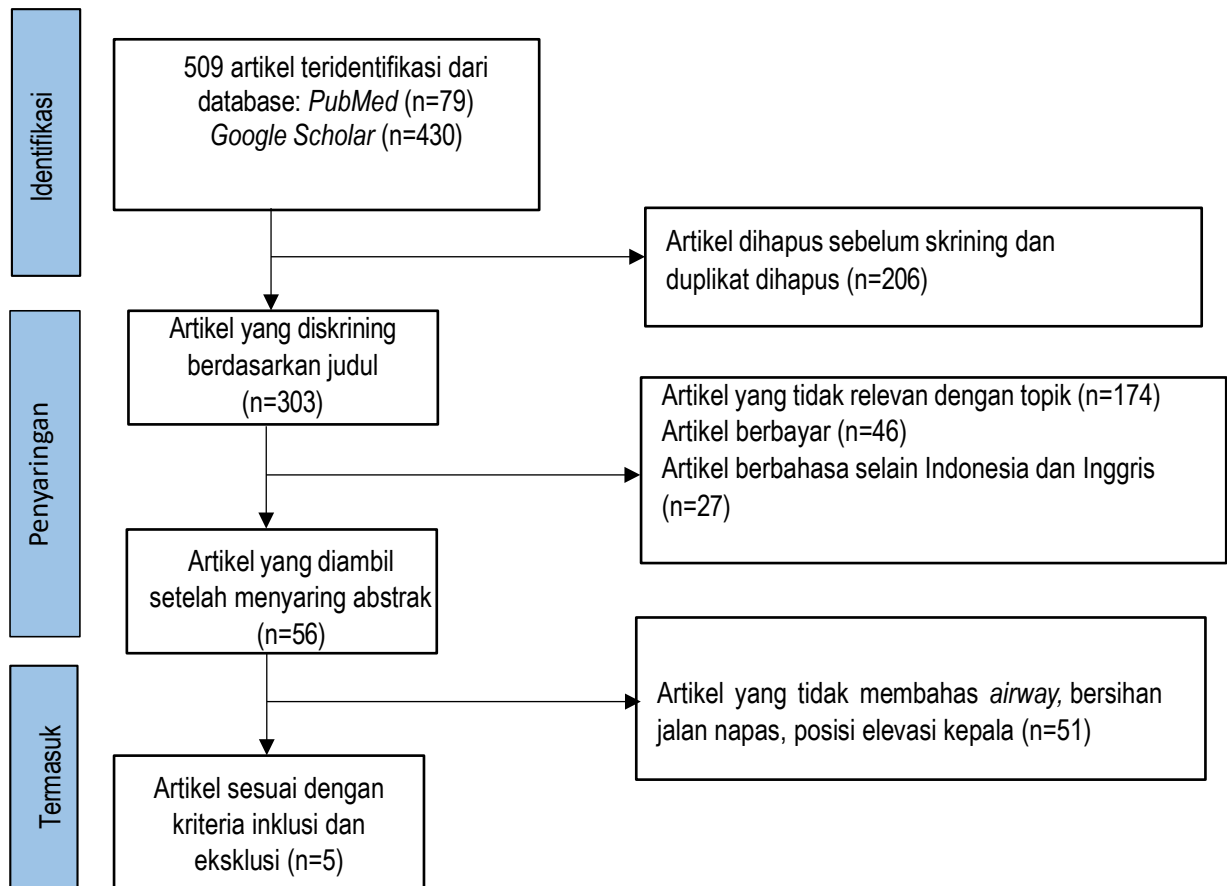 Identifikasi
509 artikel teridentifikasi dari
database: PubMed (n=79)
Google Scholar (n=430)
Artikel dihapus sebelum skrining dan
duplikat dihapus (n=206)
Penyaringan
Artikel yang diskrining
berdasarkan judul
(n=303)
Artikel yang tidak relevan dengan topik (n=174)
Artikel berbayar (n=46)
Artikel berbahasa selain Indonesia dan Inggris
(n=27)
Artikel yang diambil
setelah menyaring abstrak
(n=56)
Termasuk
Artikel yang tidak membahas airway, bersihan
jalan napas, posisi elevasi kepala (n=51)
Artikel sesuai dengan
kriteria inklusi dan
eksklusi (n=5)